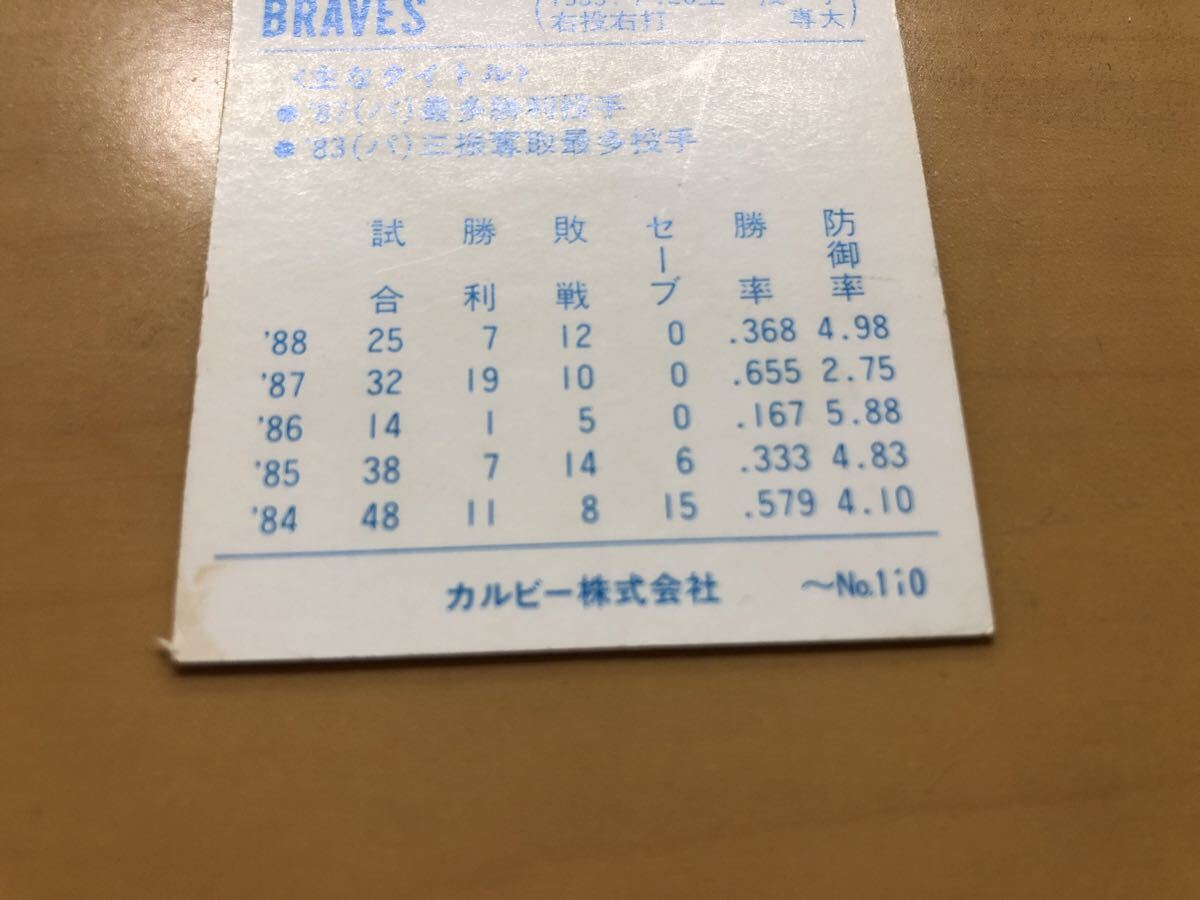 BRAVES
右投右打 専大
<主なタイトル>
● '87(パ)最多勝利投手
● '83(パ)三振奪取最多投手
試合 勝利 敗戦 セーブ 勝率 防御率
'88 25 7 12 0 .368 4.98
'87 32 19 10 0 .655 2.75
'86 14 1 5 0 .167 5.88
'85 38 7 14 6 .333 4.83
'84 48 11 8 15 .579 4.10
カルビー株式会社 〜No.1i0